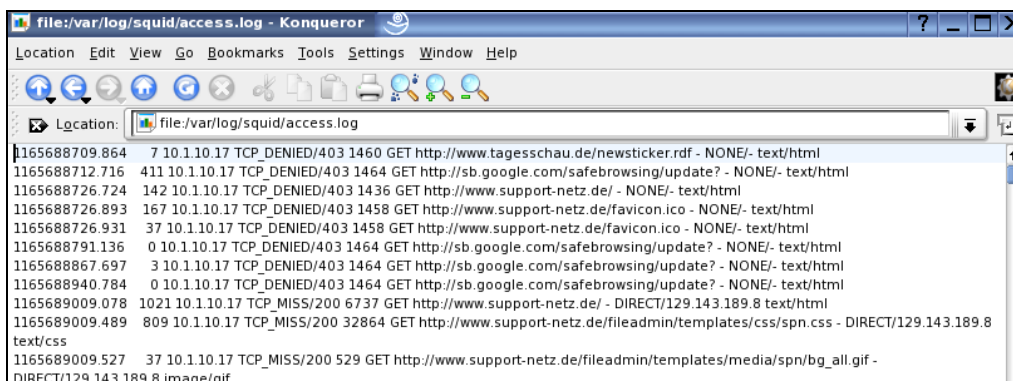 file:/var/log/squid/access.log - Konqueror
Location Edit View Go Bookmarks Tools Settings Window Help
Location: file:/var/log/squid/access.log
1165688709.864 7 10.1.10.17 TCP_DENIED/403 1460 GET http://www.tagesschau.de/newsticker.rdf - NONE/- text/html
1165688712.716 411 10.1.10.17 TCP_DENIED/403 1464 GET http://sb.google.com/safebrowsing/update? - NONE/- text/html
1165688726.724 142 10.1.10.17 TCP_DENIED/403 1436 GET http://www.support-netz.de/ - NONE/- text/html
1165688726.893 167 10.1.10.17 TCP_DENIED/403 1458 GET http://www.support-netz.de/favicon.ico - NONE/- text/html
1165688726.931 37 10.1.10.17 TCP_DENIED/403 1458 GET http://www.support-netz.de/favicon.ico - NONE/- text/html
1165688791.136 0 10.1.10.17 TCP_DENIED/403 1464 GET http://sb.google.com/safebrowsing/update? - NONE/- text/html
1165688867.697 3 10.1.10.17 TCP_DENIED/403 1464 GET http://sb.google.com/safebrowsing/update? - NONE/- text/html
1165688940.784 0 10.1.10.17 TCP_DENIED/403 1464 GET http://sb.google.com/safebrowsing/update? - NONE/- text/html
1165689009.078 1021 10.1.10.17 TCP_MISS/200 6737 GET http://www.support-netz.de/ - DIRECT/129.143.189.8 text/html
1165689009.489 809 10.1.10.17 TCP_MISS/200 32864 GET http://www.support-netz.de/fileadmin/templates/css/spn.css - DIRECT/129.143.189.8
text/css
1165689009.527 37 10.1.10.17 TCP_MISS/200 529 GET http://www.support-netz.de/fileadmin/templates/media/spn/bg_all.gif -
DIRECT/129.143.189.8 image/gif